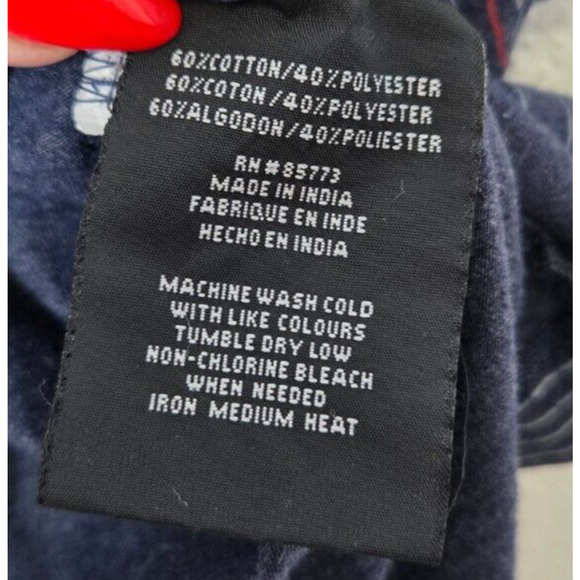 60%COTTON/40%POLYESTER
60%COTON/40%POLYESTER
60%ALGODON/40%POLIESTER
RN#85773
MADE IN INDIA
FABRIQUE EN INDE
HECHO EN INDIA
MACHINE WASH COLD
WITH LIKE COLOURS
TUMBLE DRY LOW
NON-CHLORINE BLEACH
WHEN NEEDED
IRON MEDIUM HEAT